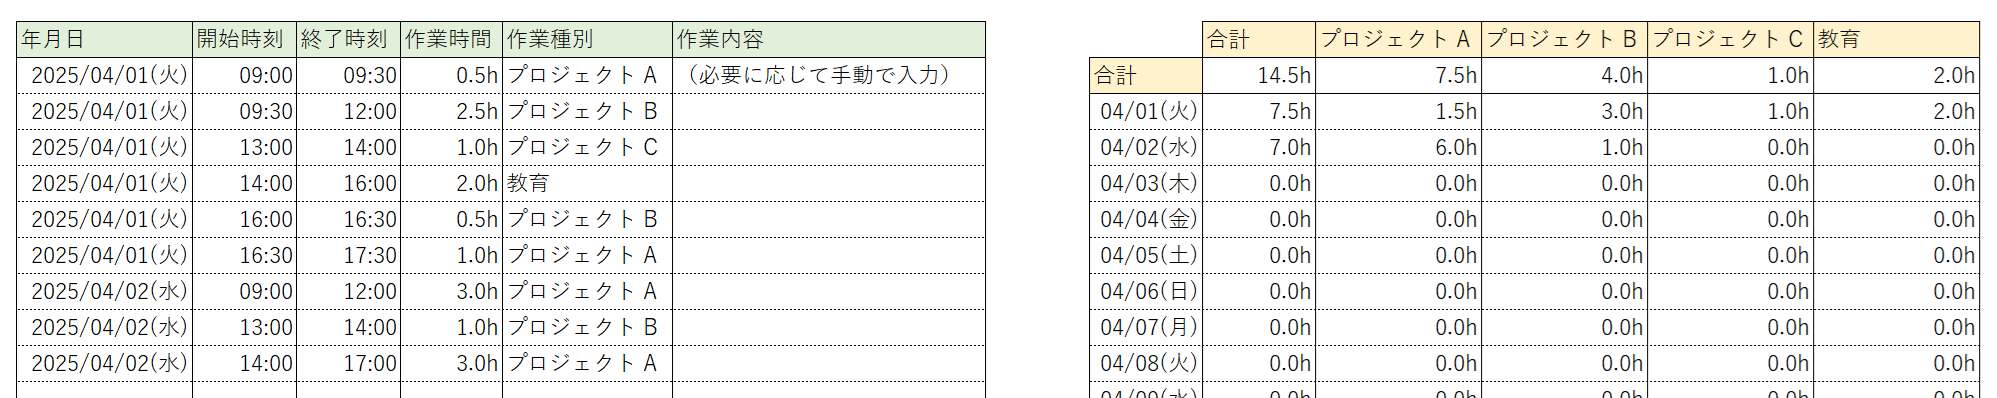 年月日 開始時刻 終了時刻 作業時間 作業種別 作業内容
2025/04/01(火) 09:00 09:30 0.5h プロジェクト A （必要に応じて手動で入力）
2025/04/01(火) 09:30 12:00 2.5h プロジェクト B
2025/04/01(火) 13:00 14:00 1.0h プロジェクト C
2025/04/01(火) 14:00 16:00 2.0h 教育
2025/04/01(火) 16:00 16:30 0.5h プロジェクト B
2025/04/01(火) 16:30 17:30 1.0h プロジェクト A
2025/04/02(水) 09:00 12:00 3.0h プロジェクト A
2025/04/02(水) 13:00 14:00 1.0h プロジェクト B
2025/04/02(水) 14:00 17:00 3.0h プロジェクト A
合計 プロジェクト A プロジェクト B プロジェクト C 教育
合計 14.5h 7.5h 4.0h 1.0h 2.0h
04/01(火) 7.5h 1.5h 3.0h 1.0h 2.0h
04/02(水) 7.0h 6.0h 1.0h 0.0h 0.0h
04/03(木) 0.0h 0.0h 0.0h 0.0h 0.0h
04/04(金) 0.0h 0.0h 0.0h 0.0h 0.0h
04/05(土) 0.0h 0.0h 0.0h 0.0h 0.0h
04/06(日) 0.0h 0.0h 0.0h 0.0h 0.0h
04/07(月) 0.0h 0.0h 0.0h 0.0h 0.0h
04/08(火) 0.0h 0.0h 0.0h 0.0h 0.0h